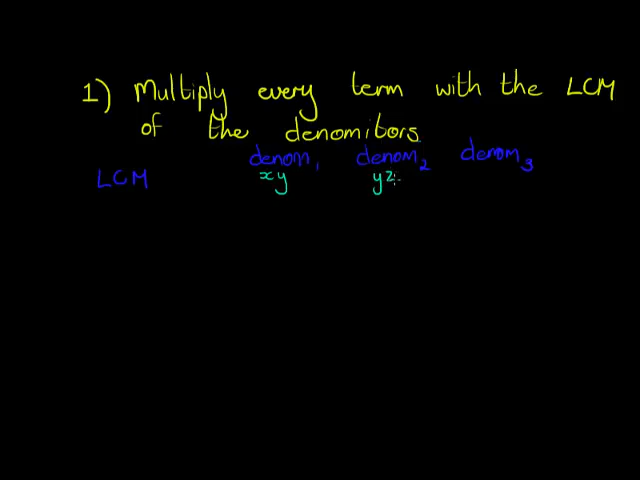 1) Multiply every term with the LCM
of the denomitors
denom₁ denom₂ denom₃
LCM xy yz